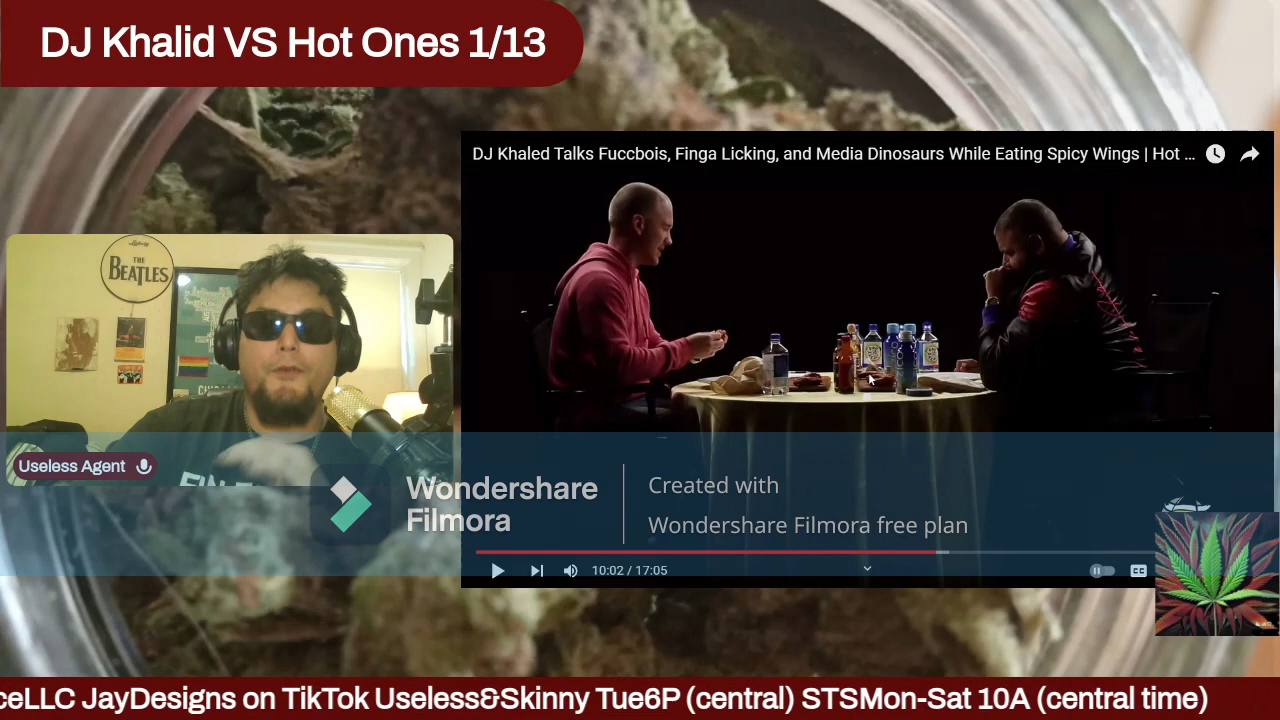 DJ Khalid VS Hot Ones 1/13
DJ Khaled Talks Fuccbois, Finga Licking, and Media Dinosaurs While Eating Spicy Wings | Hot ...
Ludwig
THE
BEATLES
Useless Agent
Wondershare
Filmora
Created with
Wondershare Filmora free plan
10:02 / 17:05
CC
ceLLC JayDesigns on TikTok Useless&Skinny Tue6P (central) STSMon-Sat 10A (central time)